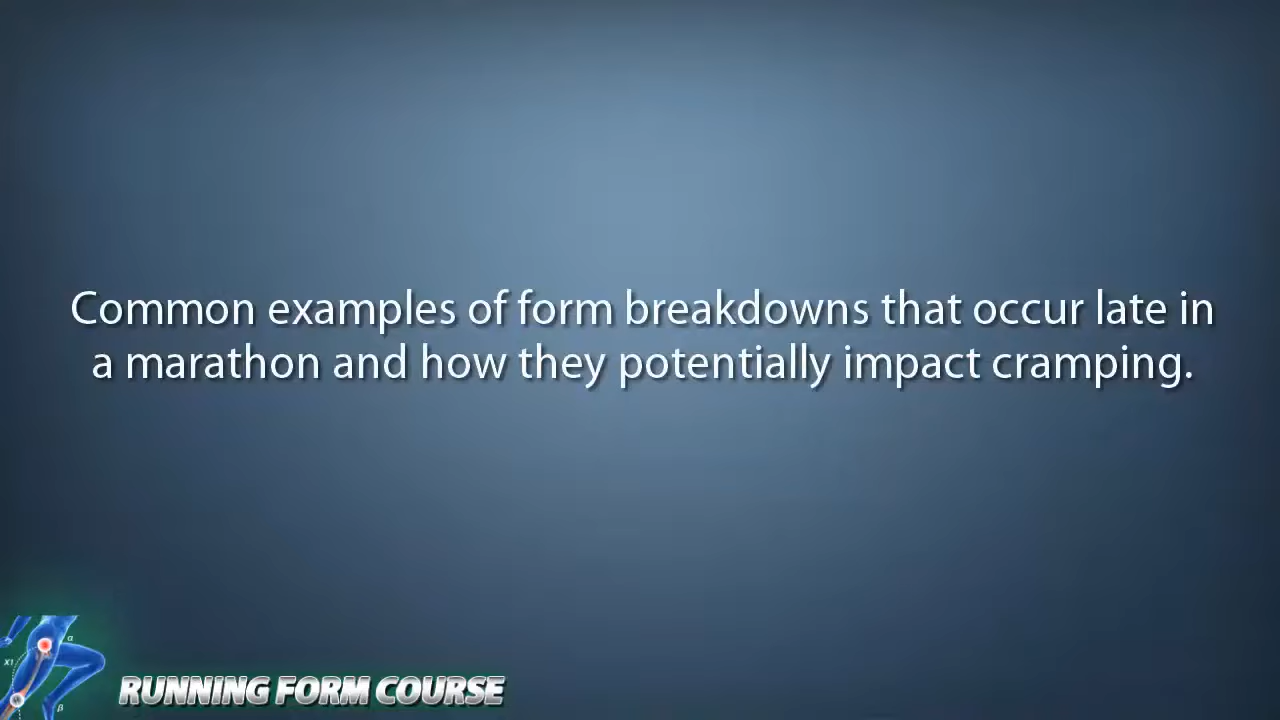 Common examples of form breakdowns that occur late in
a marathon and how they potentially impact cramping.
α
X1
β
RUNNING FORM COURSE